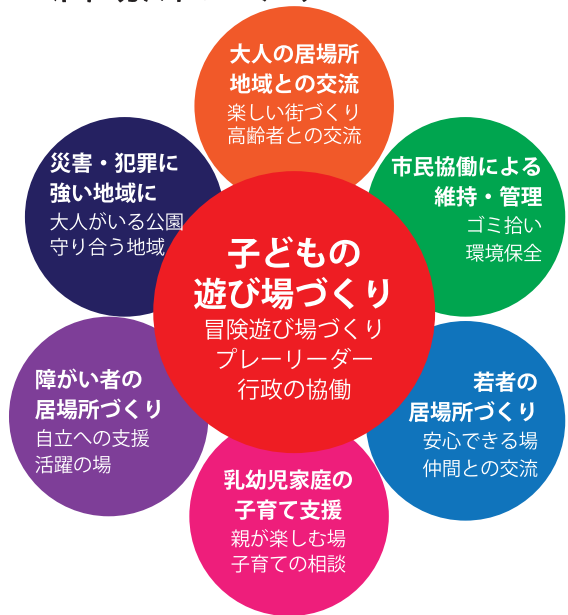 大人の居場所
地域との交流
楽しい街づくり
高齢者との交流
災害・犯罪に
強い地域に
大人がいる公園
守り合う地域
市民協働による
維持・管理
ゴミ拾い
環境保全
子どもの
遊び場づくり
冒険遊び場づくり
プレーリーダー
行政の協働
障がい者の
居場所づくり
自立への支援
活躍の場
若者の
居場所づくり
安心できる場
仲間との交流
乳幼児家庭の
子育て支援
親が楽しむ場
子育ての相談